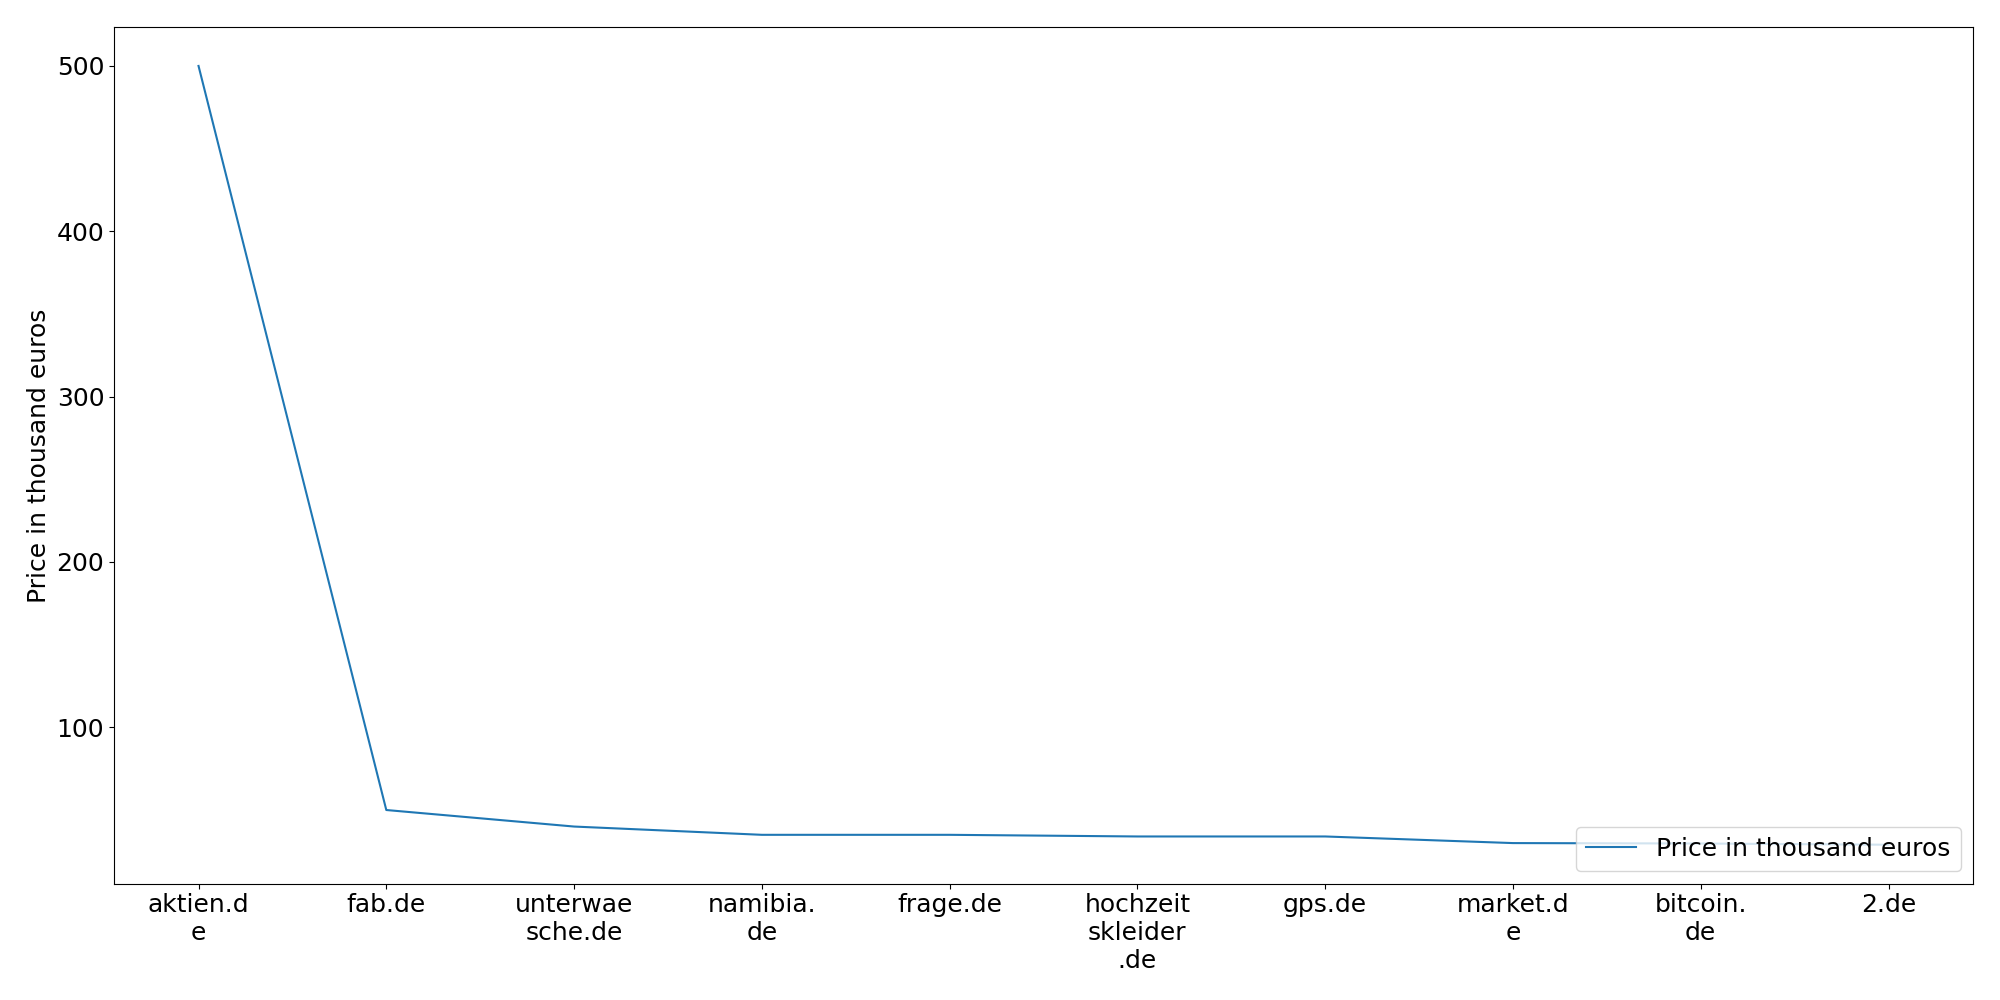 500
400
300
200
100
Price in thousand euros
Price in thousand euros
aktien.d
e
fab.de
unterwae
sche.de
namibia.
de
frage.de
hochzeit
skleider
.de
gps.de
market.d
e
bitcoin.
de
2.de